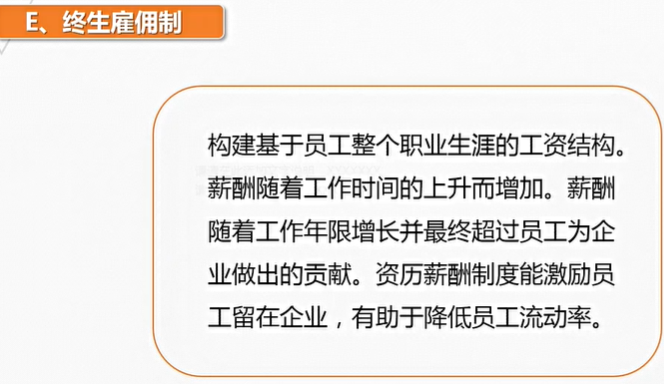 E、终生雇佣制
构建基于员工整个职业生涯的工资结构。
薪酬随着工作时间的上升而增加。薪酬
随着工作年限增长并最终超过员工为企
业做出的贡献。资历薪酬制度能激励员
工留在企业，有助于降低员工流动率。